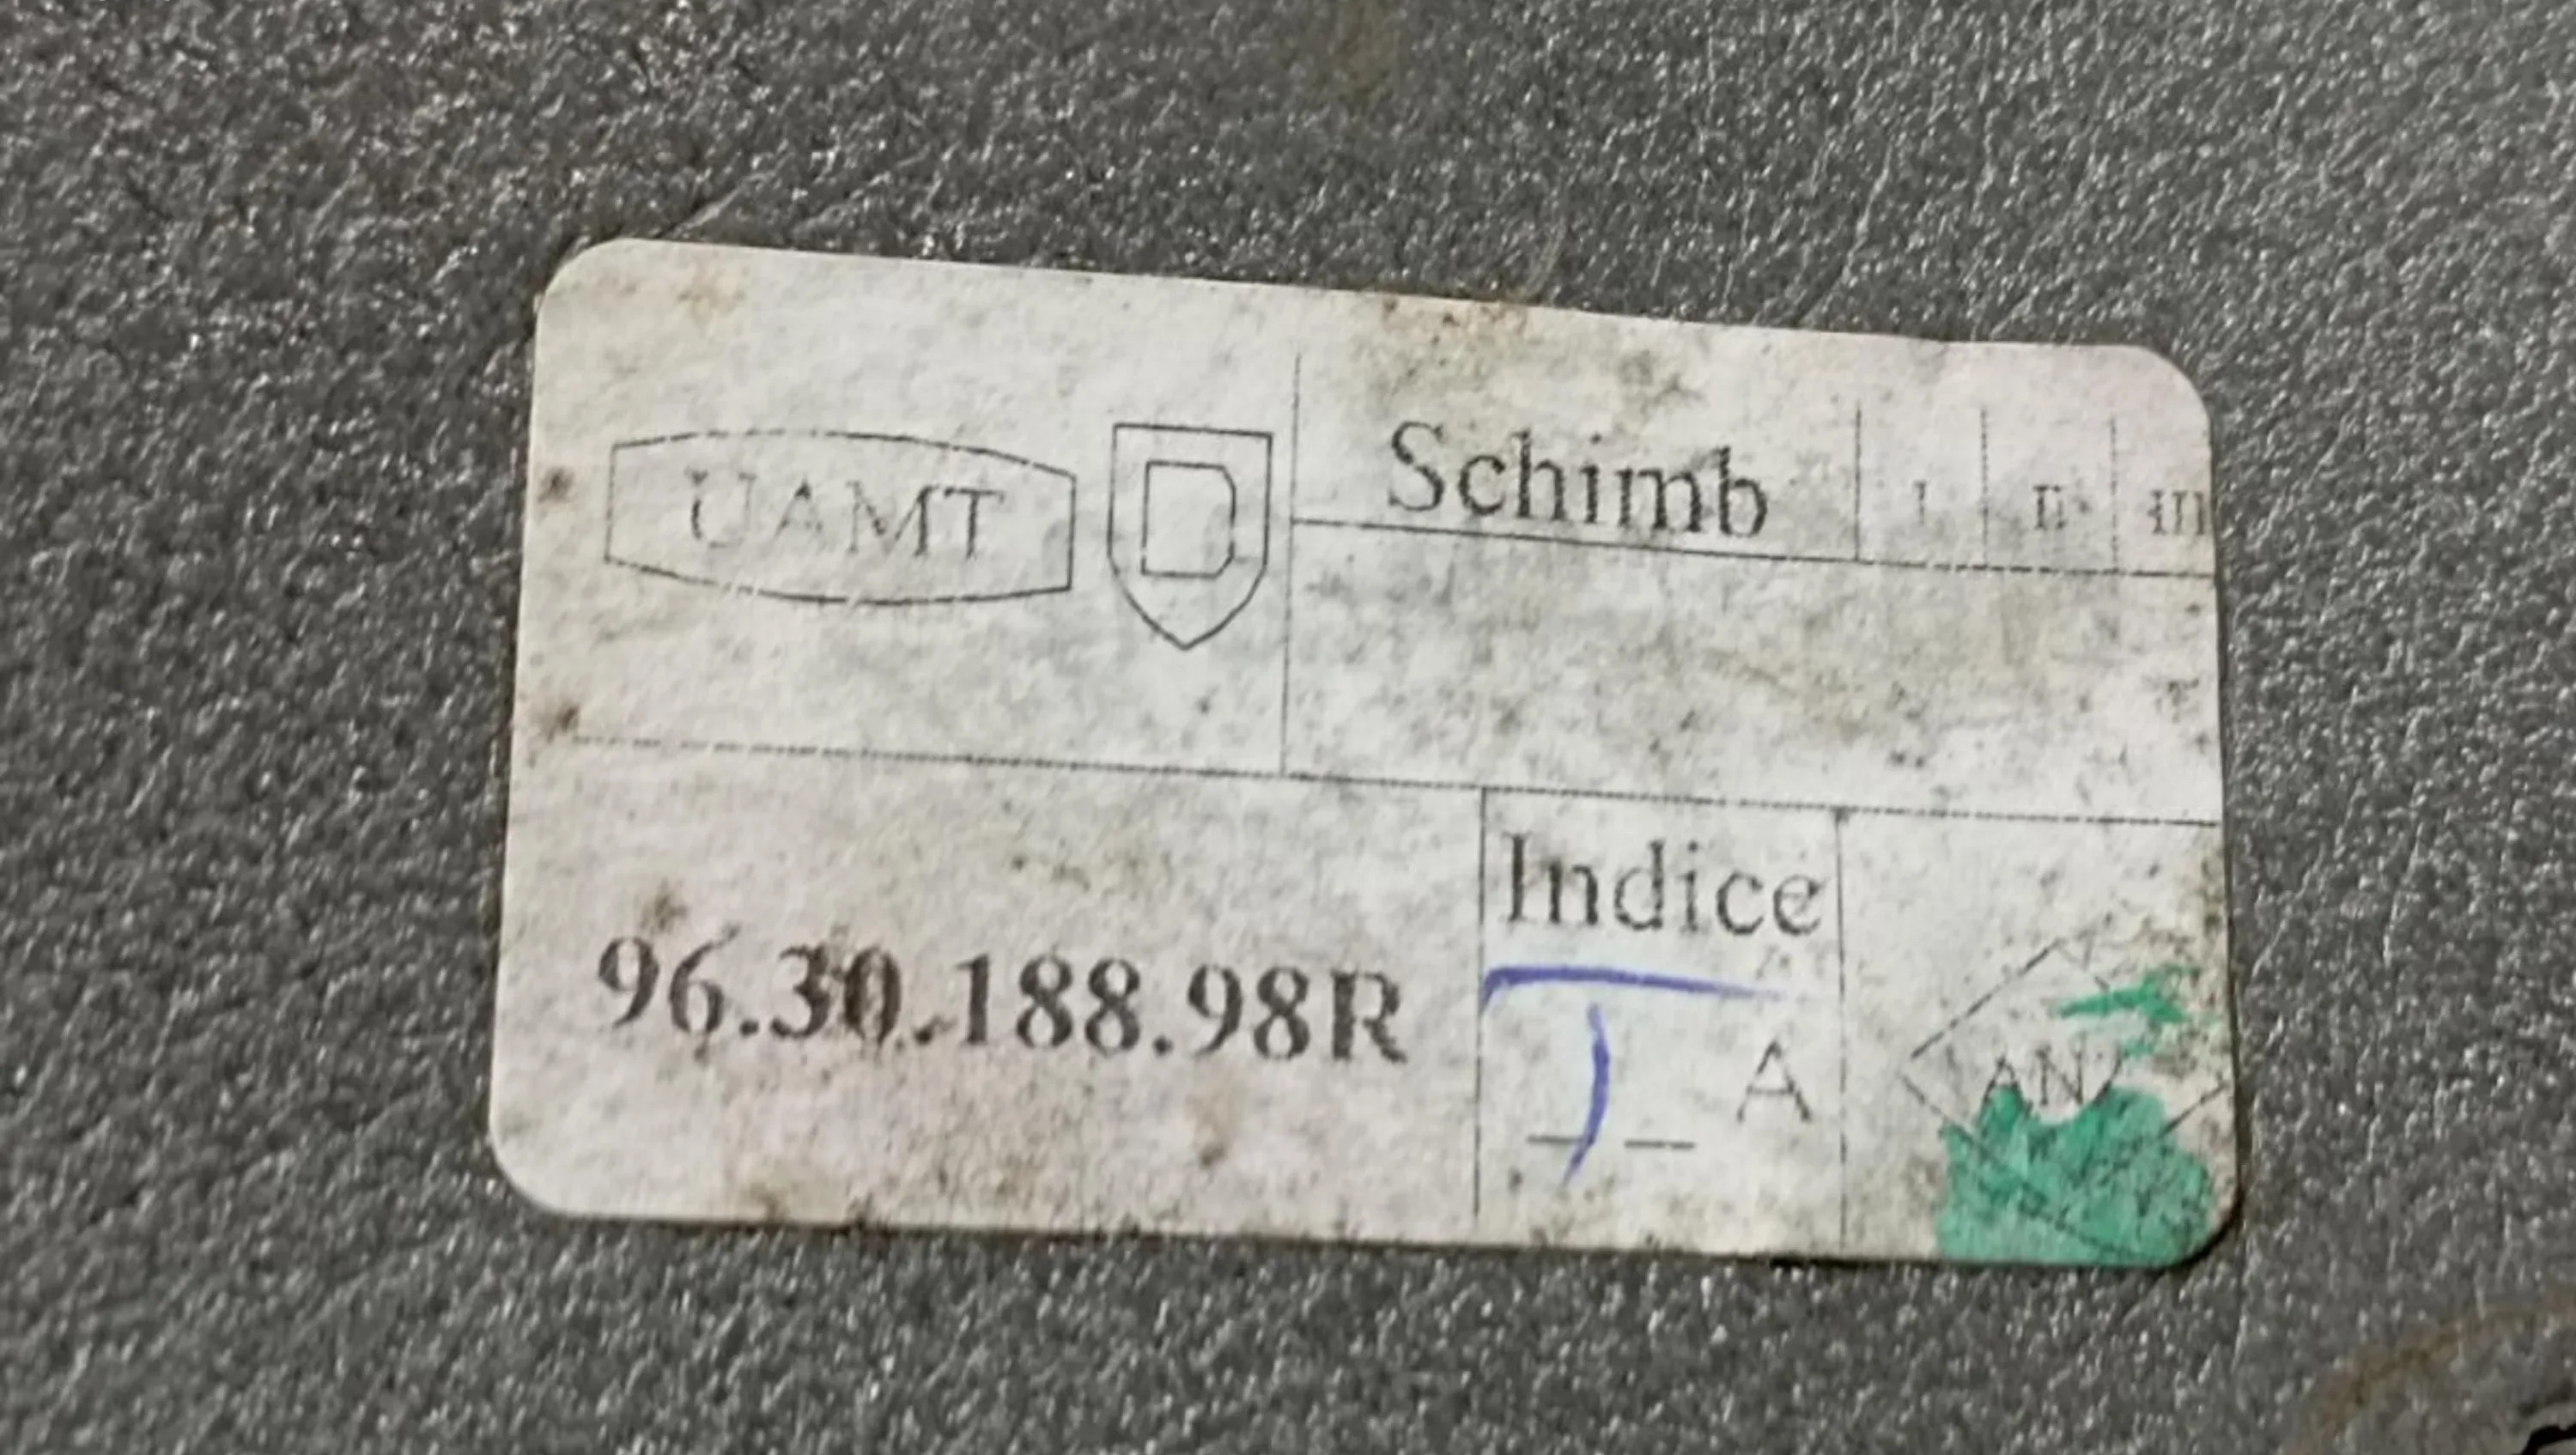 UAMT D Schimb I II III
Indice
96.30.188.98R
_ _ A AN